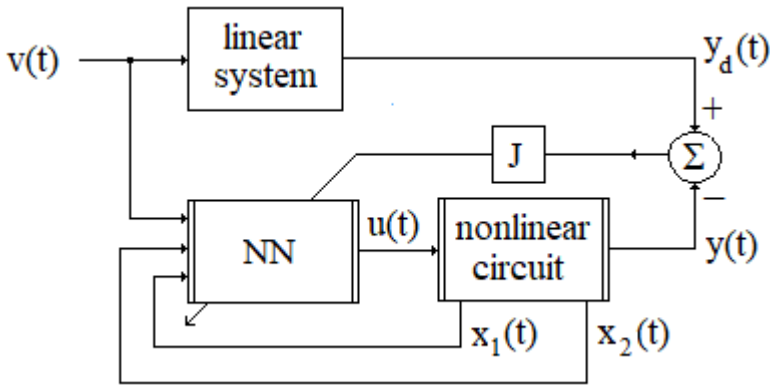 linear
system
v(t)
y_d(t)
+
J
Σ
−
NN
u(t)
nonlinear
circuit
y(t)
x_1(t)
x_2(t)